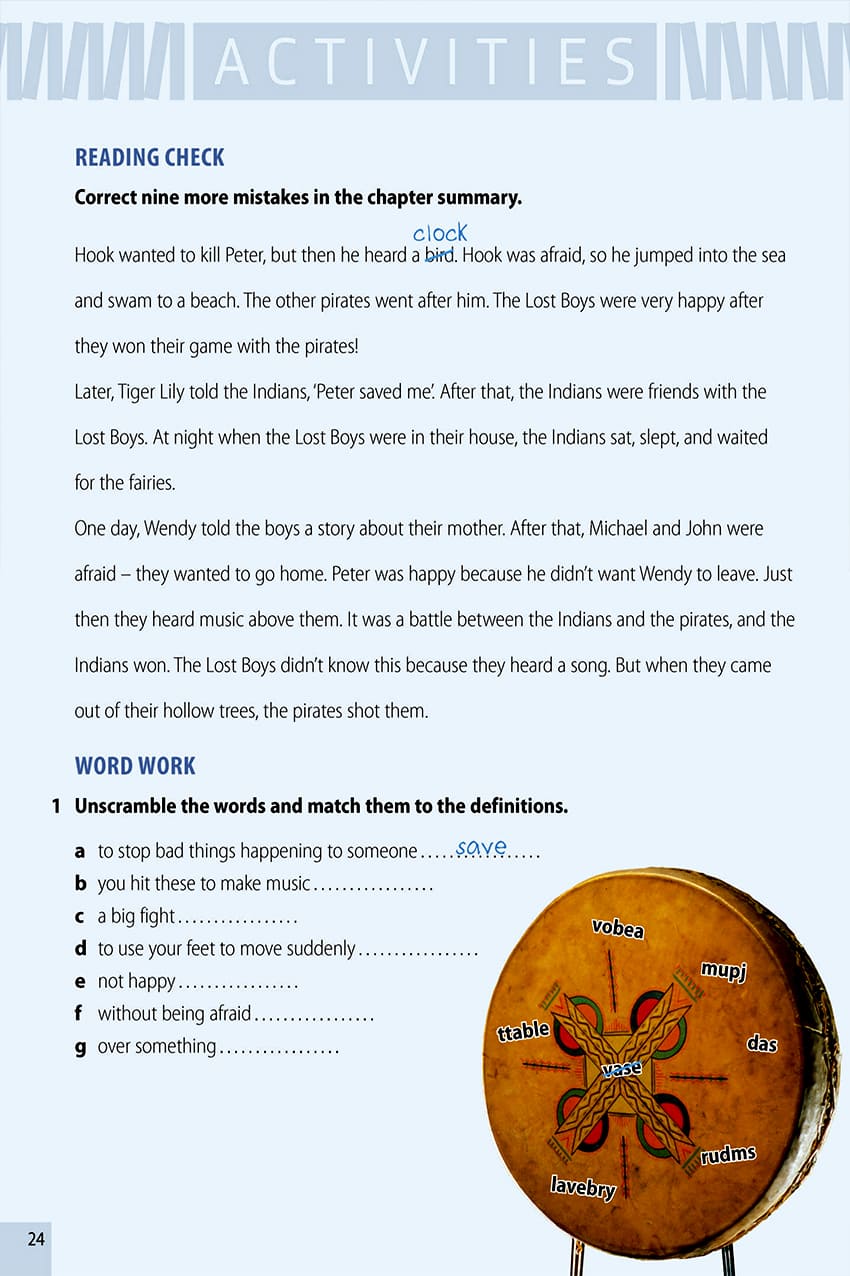 ACTIVITIES
READING CHECK
Correct nine more mistakes in the chapter summary.
clock
Hook wanted to kill Peter, but then he heard a bird. Hook was afraid, so he jumped into the sea
and swam to a beach. The other pirates went after him. The Lost Boys were very happy after
they won their game with the pirates!
Later, Tiger Lily told the Indians, ‘Peter saved me’. After that, the Indians were friends with the
Lost Boys. At night when the Lost Boys were in their house, the Indians sat, slept, and waited
for the fairies.
One day, Wendy told the boys a story about their mother. After that, Michael and John were
afraid – they wanted to go home. Peter was happy because he didn’t want Wendy to leave. Just
then they heard music above them. It was a battle between the Indians and the pirates, and the
Indians won. The Lost Boys didn’t know this because they heard a song. But when they came
out of their hollow trees, the pirates shot them.
WORD WORK
1 Unscramble the words and match them to the definitions.
a to stop bad things happening to someone.....save.....
b you hit these to make music.................
c a big fight.................
d to use your feet to move suddenly.................
e not happy.................
f without being afraid.................
g over something.................
vobea
mupj
ttable
das
vase
rudms
lavebry
24